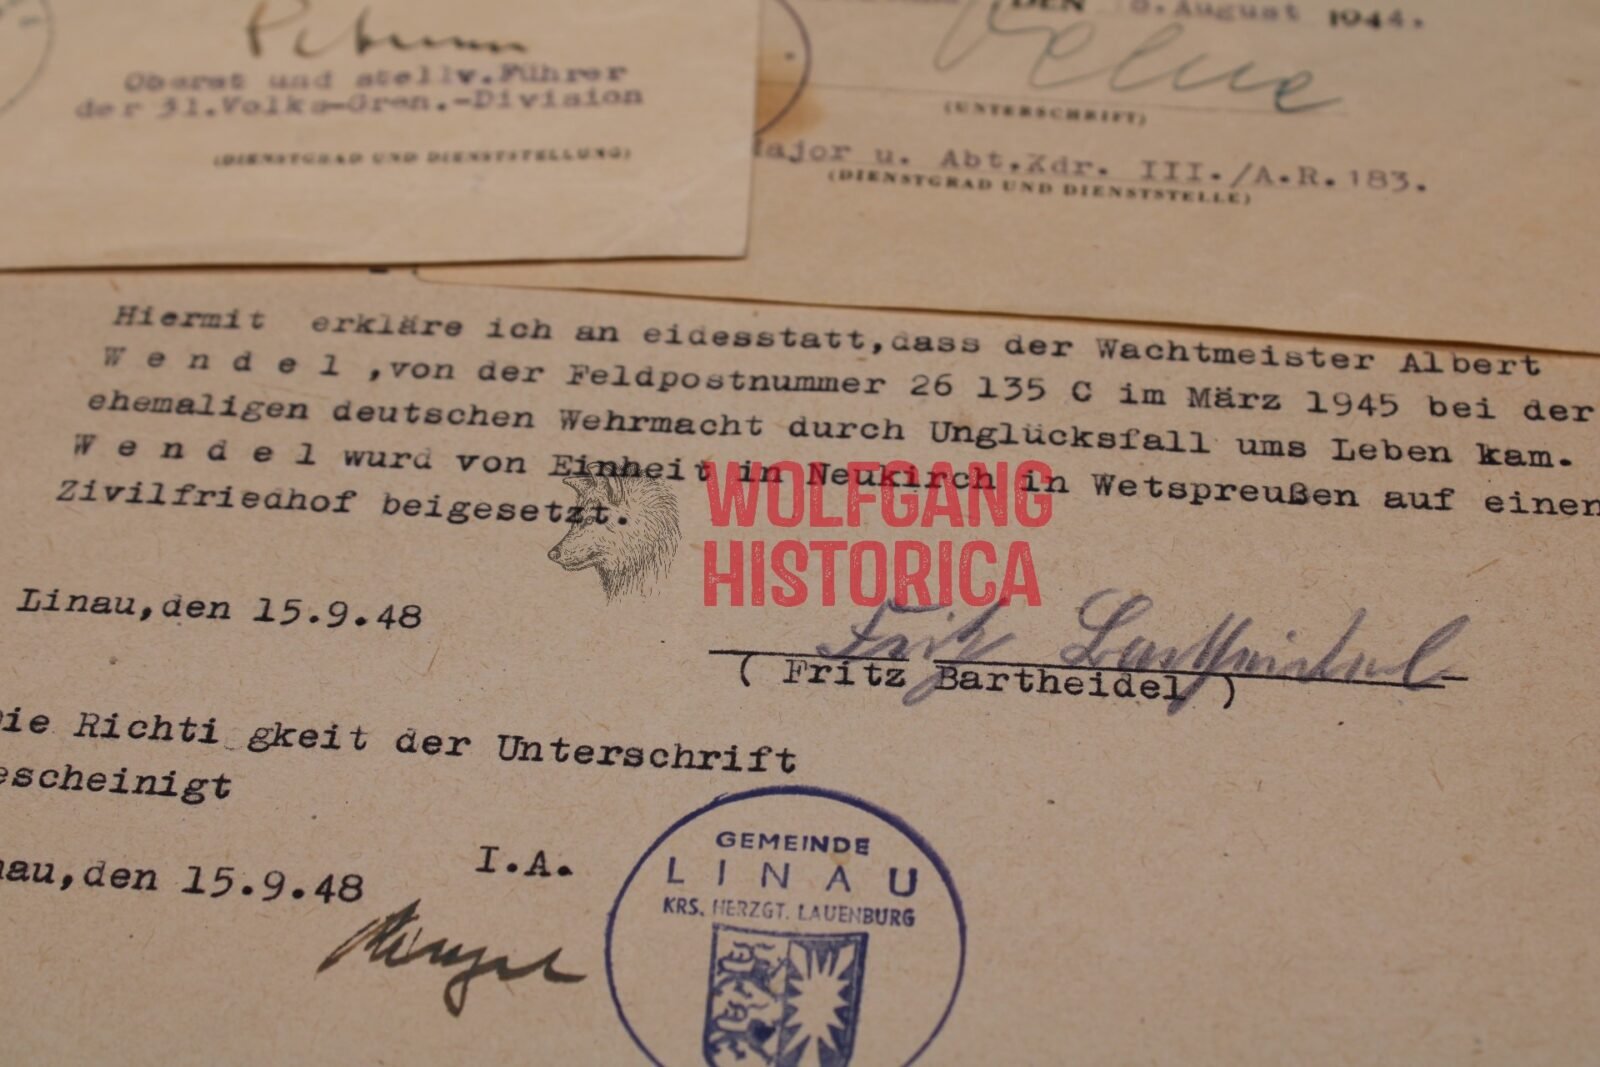 Oberst und stellv.Führer
der 31.Volks-Gren.-Division
(DIENSTGRAD UND DIENSTSTELLUNG)
DEN 8.August 1944.
(UNTERSCHRIFT)
ajor u. Abt.Kdr. III./A.R.183.
(DIENSTGRAD UND DIENSTSTELLE)
Hiermit erkläre ich an eidesstatt,dass der Wachtmeister Albert
W e n d e l ,von der Feldpostnummer 26 135 C im März 1945 bei der
ehemaligen deutschen Wehrmacht durch Unglücksfall ums Leben kam.
W e n d e l wurd von Einheit in Neukirch in Wetspreußen auf einen
Zivilfriedhof beigesetzt.
WOLFGANG
HISTORICA
Linau,den 15.9.48
Fritz Bartheidel
( Fritz Bartheidel )
ie Richti gkeit der Unterschrift
escheinigt
nau,den 15.9.48
I.A.
GEMEINDE
LINAU
KRS. HERZGT. LAUENBURG